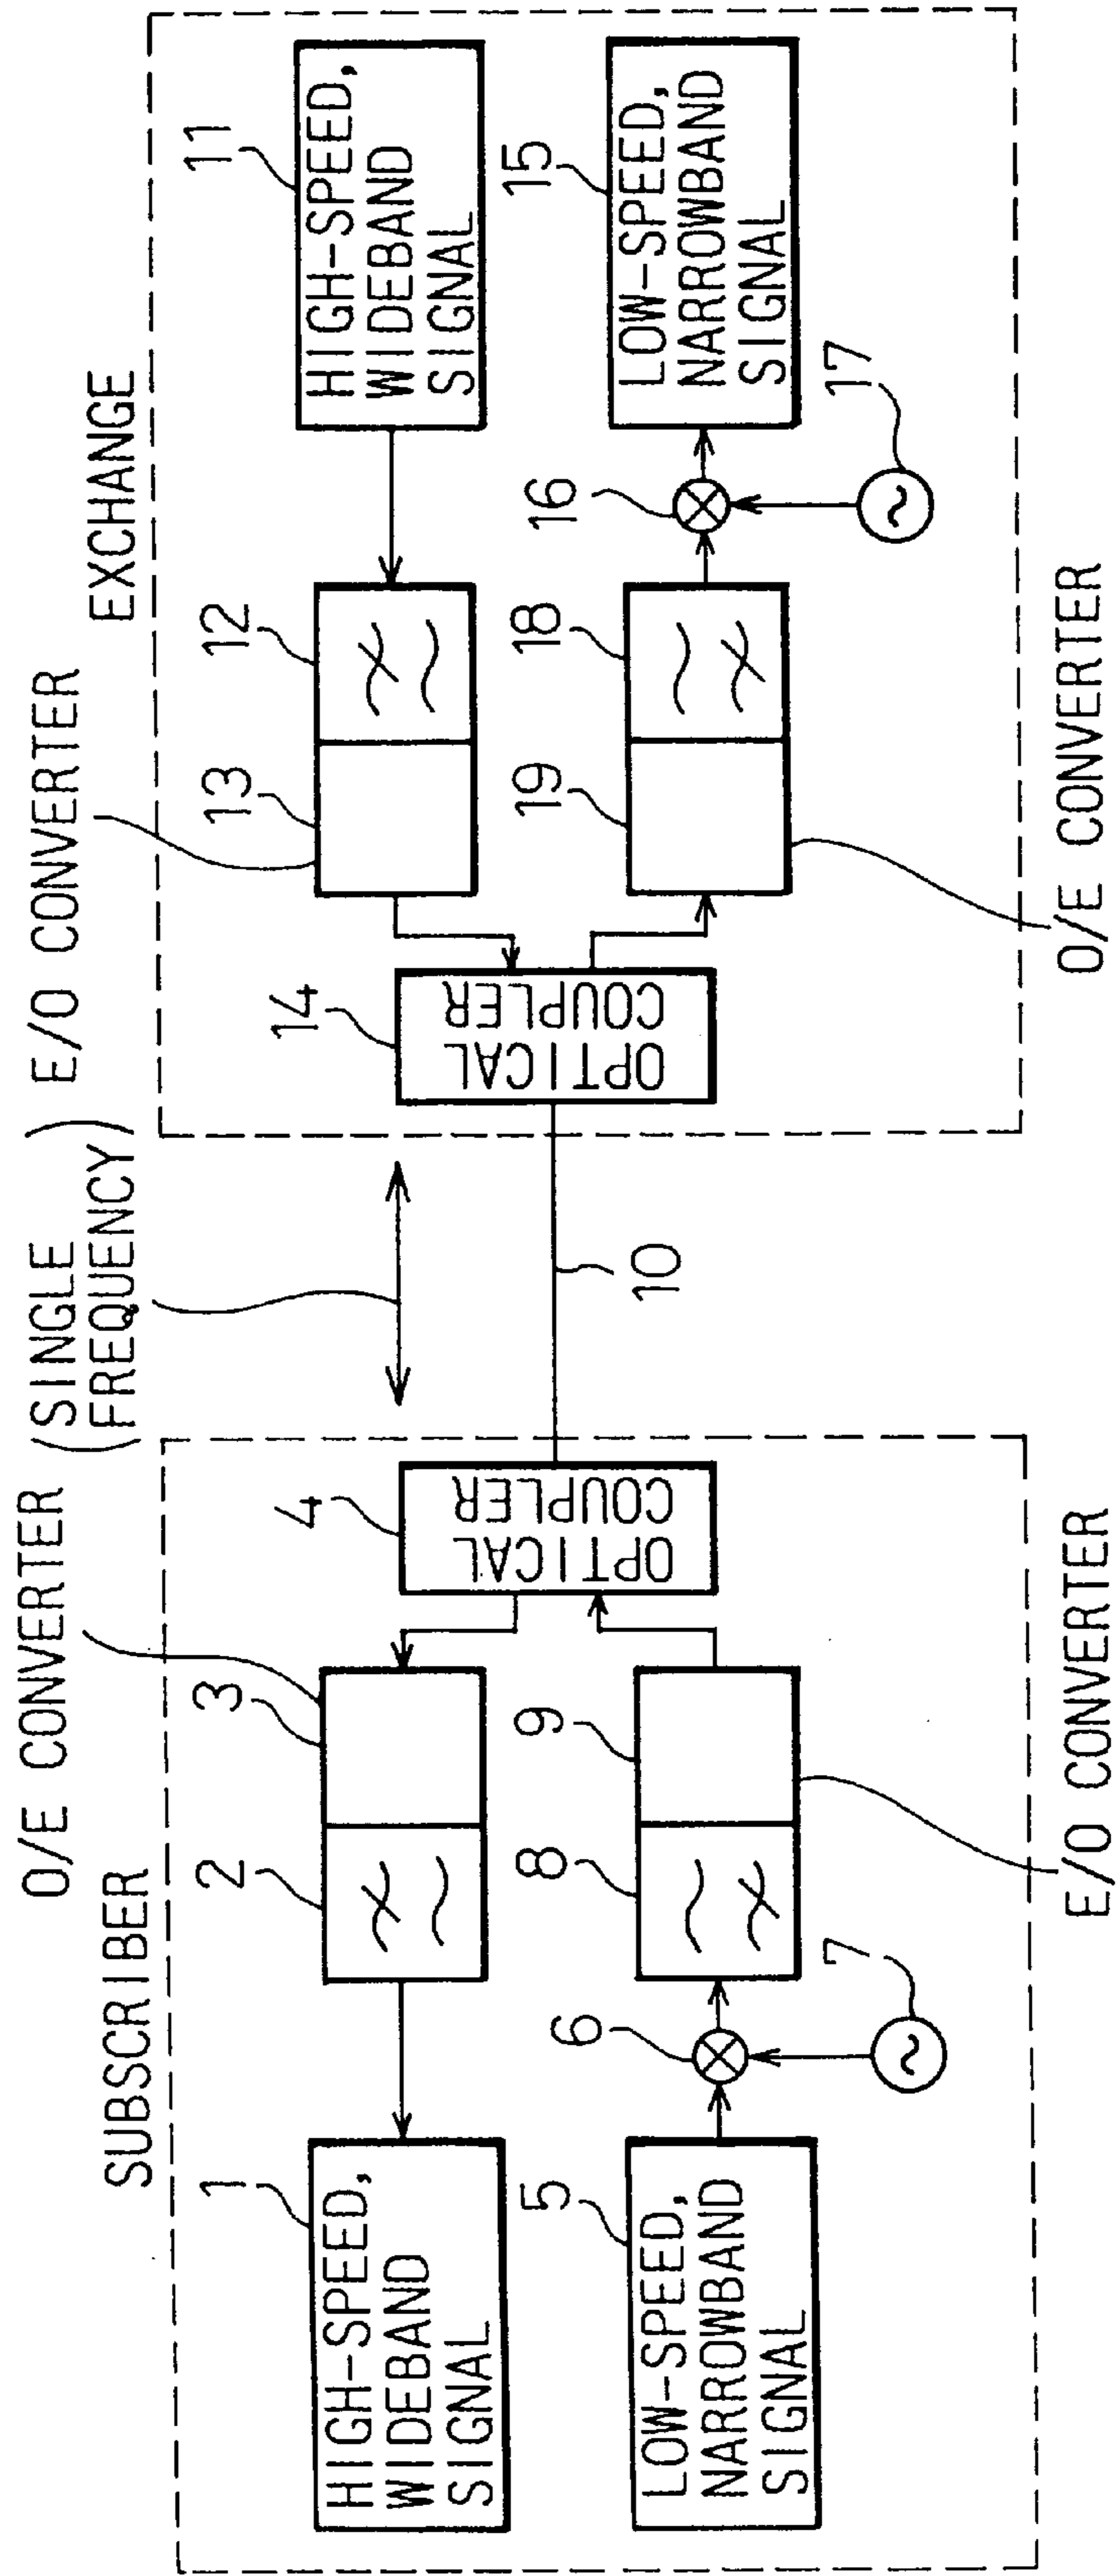 SUBSCRIBER
O/E CONVERTER
(SINGLE
FREQUENCY)
E/O CONVERTER
EXCHANGE
1
HIGH-SPEED,
WIDEBAND
SIGNAL
2
3
4
OPTICAL
COUPLER
5
LOW-SPEED,
NARROWBAND
SIGNAL
6
7
8
9
E/O CONVERTER
10
14
OPTICAL
COUPLER
13
12
11
HIGH-SPEED,
WIDEBAND
SIGNAL
19
18
16
17
15
LOW-SPEED,
NARROWBAND
SIGNAL
O/E CONVERTER